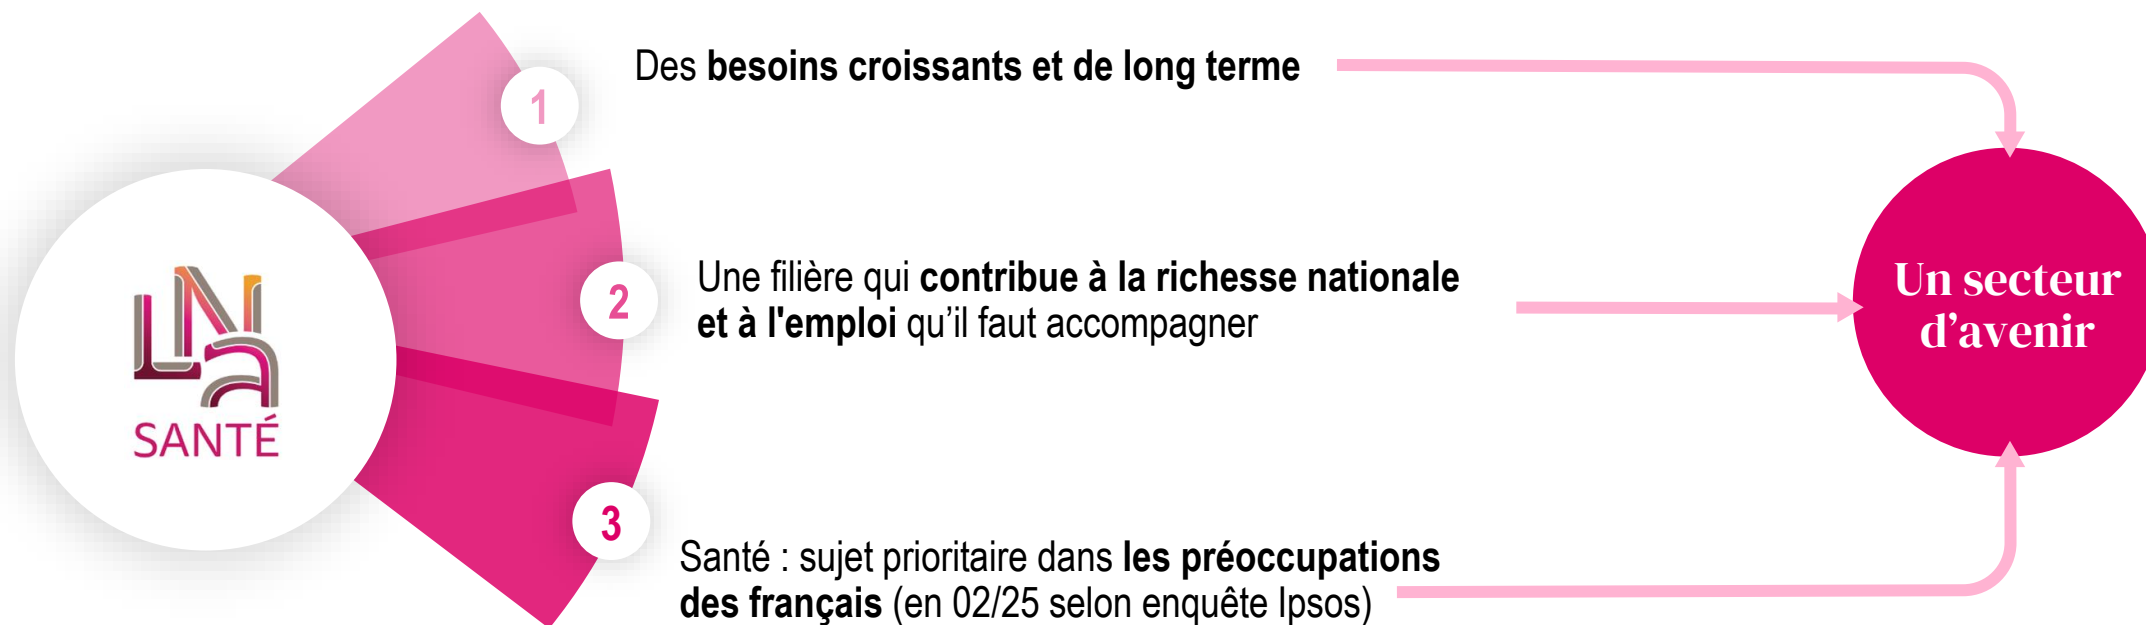 LNa
SANTÉ
1
Des besoins croissants et de long terme
2
Une filière qui contribue à la richesse nationale
et à l'emploi qu’il faut accompagner
3
Santé : sujet prioritaire dans les préoccupations
des français (en 02/25 selon enquête Ipsos)
Un secteur
d’avenir